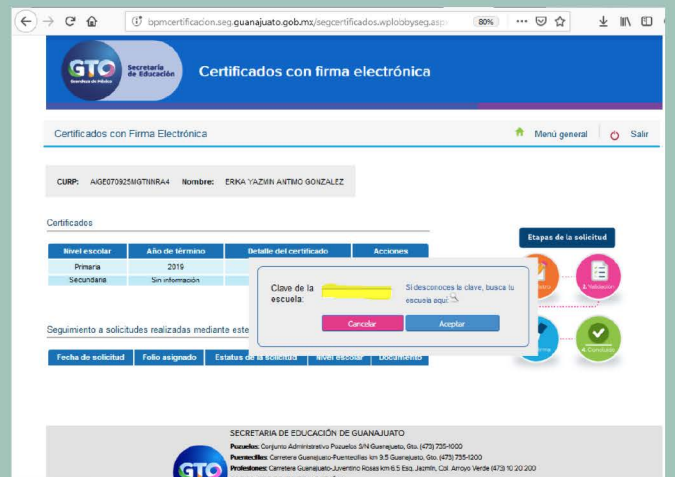 bpmcertificacion.seg.guanajuato.gob.mx/segcertificados.wplobbyseg.asp
80%
GTO
Secretaría de Educación
Certificados con firma electrónica
Certificados con Firma Electrónica
Menú general
Salir
CURP: AIGE070925MGTNNRA4 Nombre: ERIKA YAZMIN ANTIMO GONZALEZ
Certificados
Etapas de la solicitud
Nivel escolar Año de término Detalle del certificado Acciones
Primaria 2019
Secundaria Sin información
Clave de la escuela:
Si desconoces la clave, busca tu
escuela aquí
Cancelar Aceptar
Validación
Seguimiento a solicitudes realizadas mediante este
Fecha de solicitud Folio asignado Estatus de la solicitud Nivel escolar Documento
SECRETARIA DE EDUCACIÓN DE GUANAJUATO
Pozuelos: Conjunto Administrativo Pozuelos S/N Guanajuato, Gto. (473) 735-1000
Puentecillas: Carretera Guanajuato-Puentecillas km 9.5 Guanajuato, Gto. (473) 735-1200
Profesiones: Carretera Guanajuato-Juventino Rosas km 6.5 Esq. Jazmín, Col. Arroyo Verde (473) 10 20 200
GTO